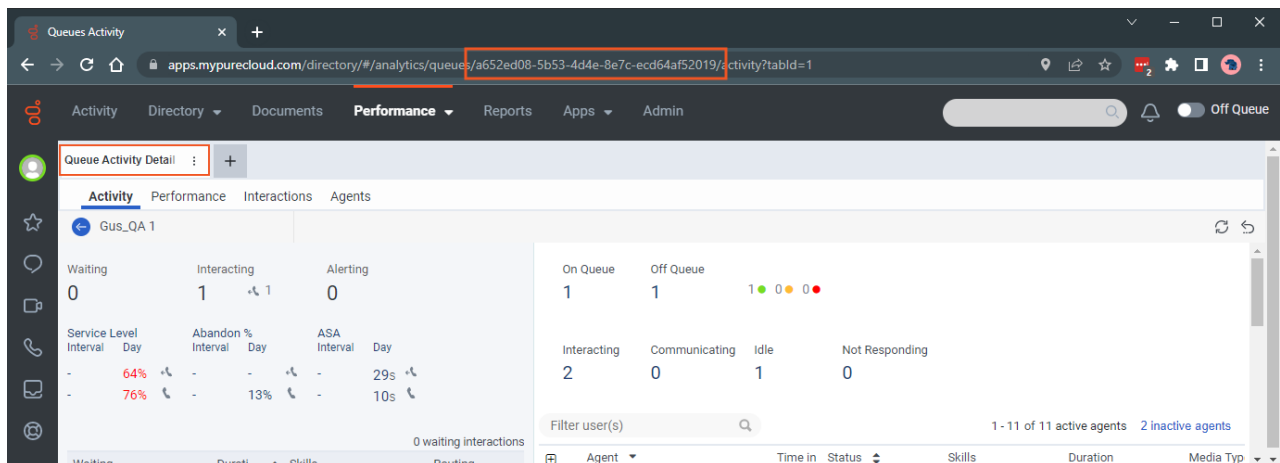 Queues Activity
apps.mypurecloud.com/directory/#/analytics/queues/a652ed08-5b53-4d4e-8e7c-ecd64af52019/activity?tabId=1
2
Activity Directory Documents Performance Reports Apps Admin Off Queue
Queue Activity Detail
Activity Performance Interactions Agents
Gus_QA 1
Waiting Interacting Alerting
0 1 1 0
Service Level Abandon % ASA
Interval Day Interval Day Interval Day
- 64% - - - 29s
- 76% - 13% - 10s
0 waiting interactions
Waiting Durati Skills Routing
On Queue Off Queue
1 1 1 0 0
Interacting Communicating Idle Not Responding
2 0 1 0
Filter user(s) 1 - 11 of 11 active agents 2 inactive agents
Agent Time in Status Skills Duration Media Typ